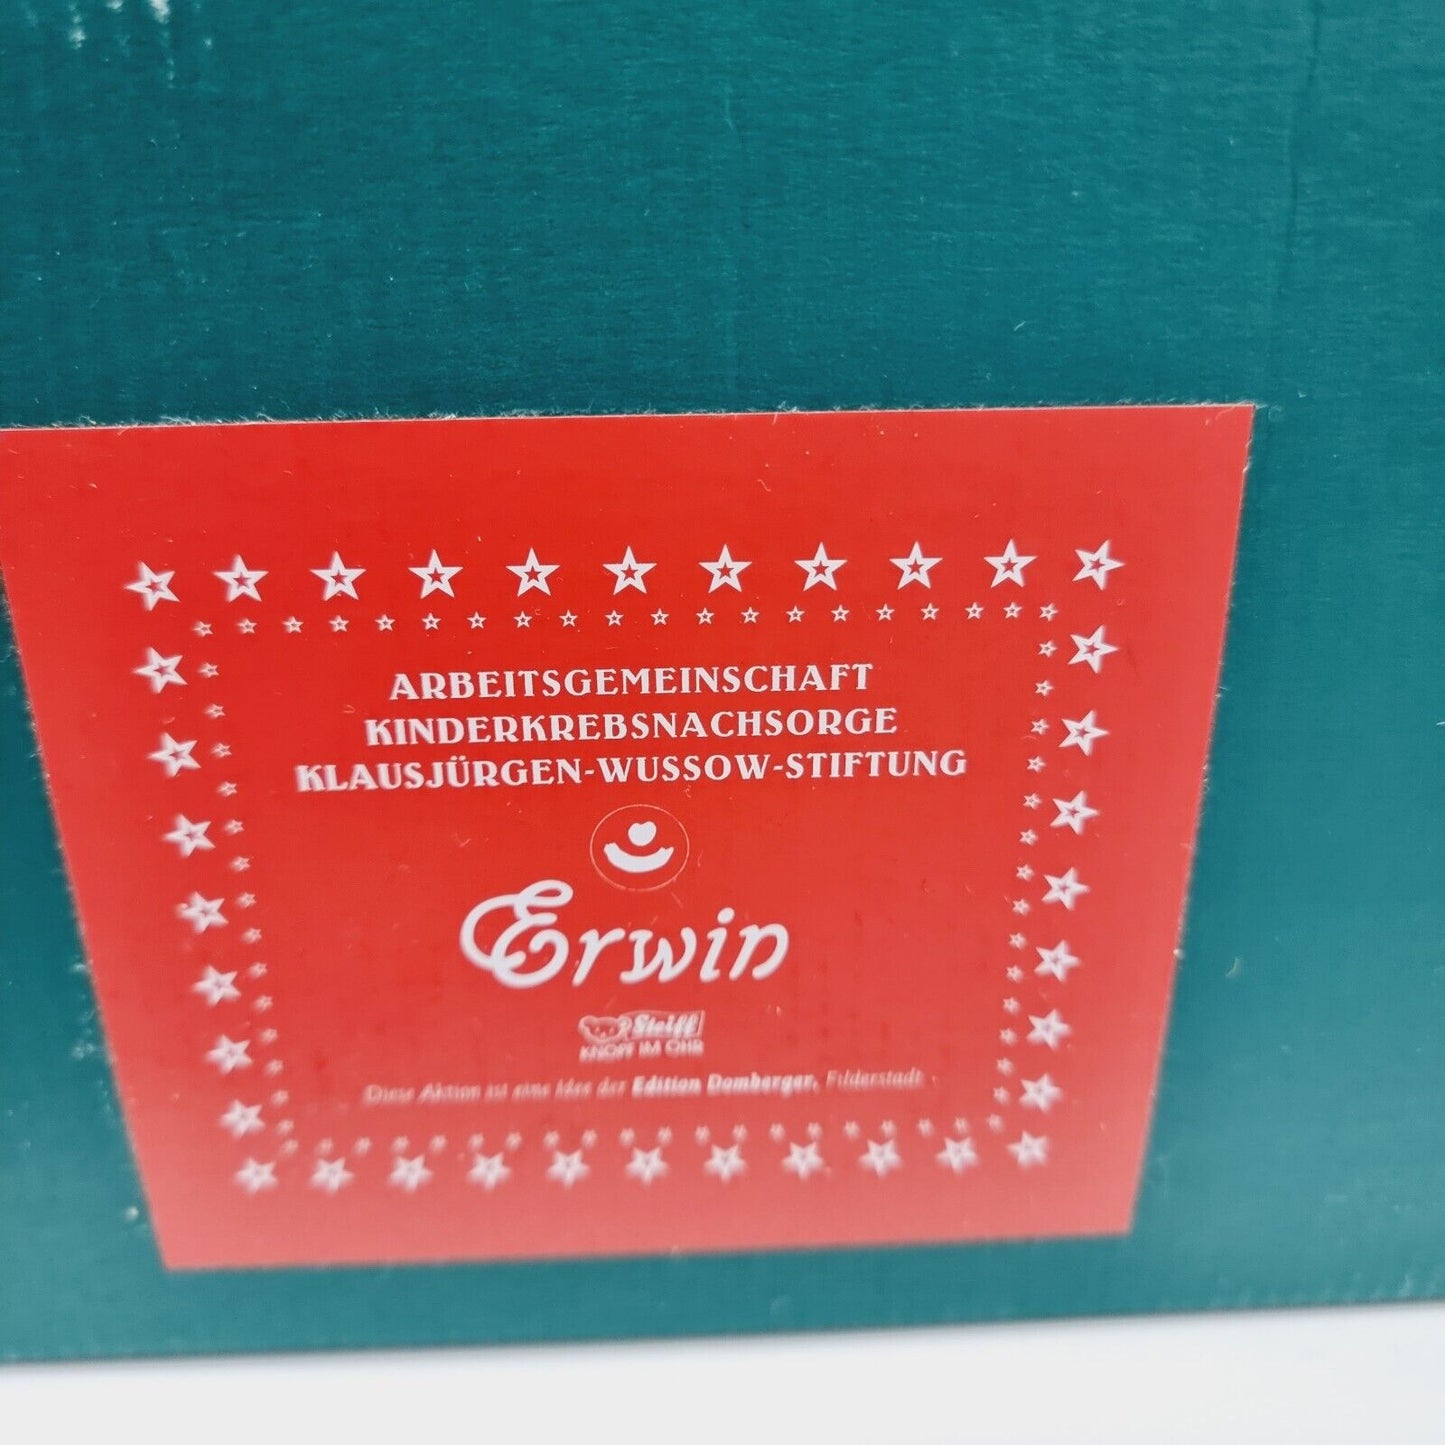 ARBEITSGEMEINSCHAFT
KINDERKREBSNACHSORGE
KLAUSJÜRGEN-WUSSOW-STIFTUNG
Erwin
Steiff
KNOPF IM OHR
Diese Aktion ist eine Idee der Edition Domberger, Filderstadt